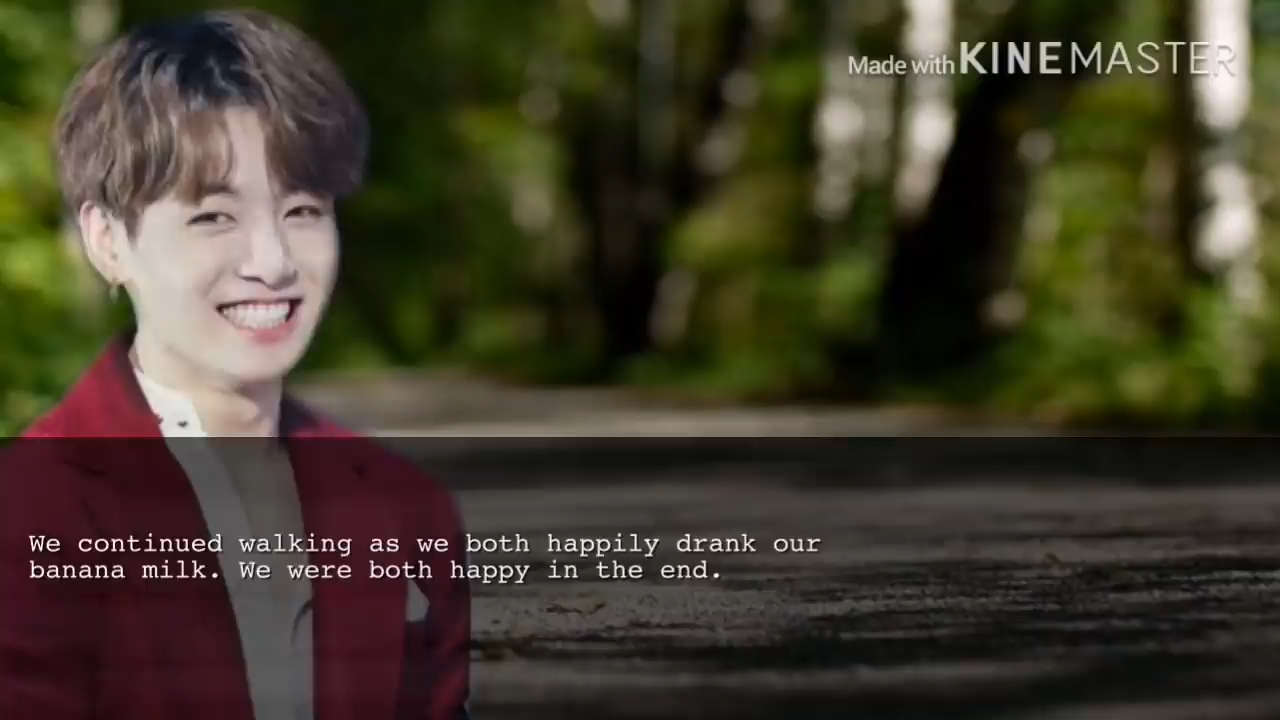 Made with KINEMASTER
We continued walking as we both happily drank our
banana milk. We were both happy in the end.